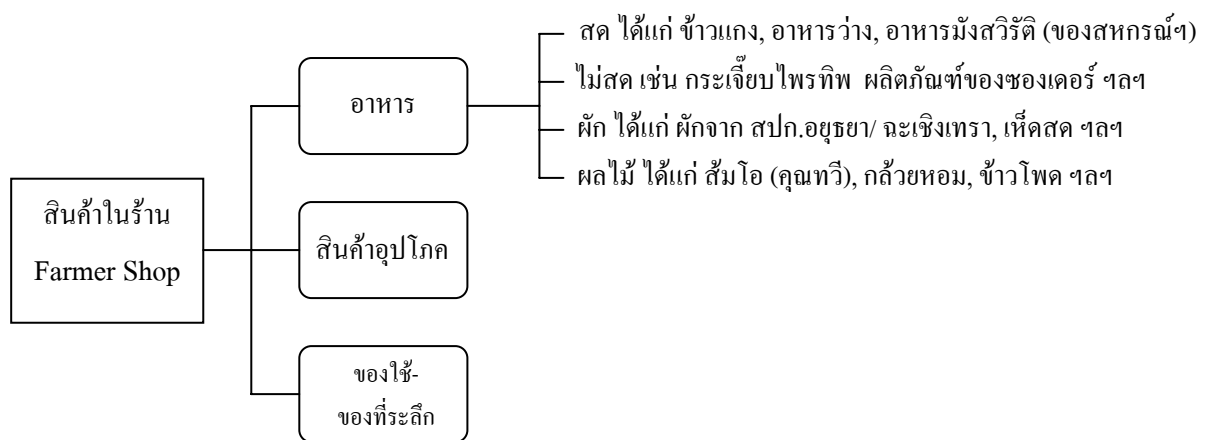 สด ได้แก่ ข้าวแกง, อาหารว่าง, อาหารมังสวิรัติ (ของสหกรณ์ฯ)
ไม่สด เช่น กระเจี๊ยบไพรทิพ ผลิตภัณฑ์ของซองเดอร์ ฯลฯ
อาหาร
ผัก ได้แก่ ผักจาก สปก.อยุธยา/ ฉะเชิงเทรา, เห็ดสด ฯลฯ
ผลไม้ ได้แก่ ส้มโอ (คุณทวี), กล้วยหอม, ข้าวโพด ฯลฯ
สินค้าในร้าน
Farmer Shop
สินค้าอุปโภค
ของใช้-
ของที่ระลึก